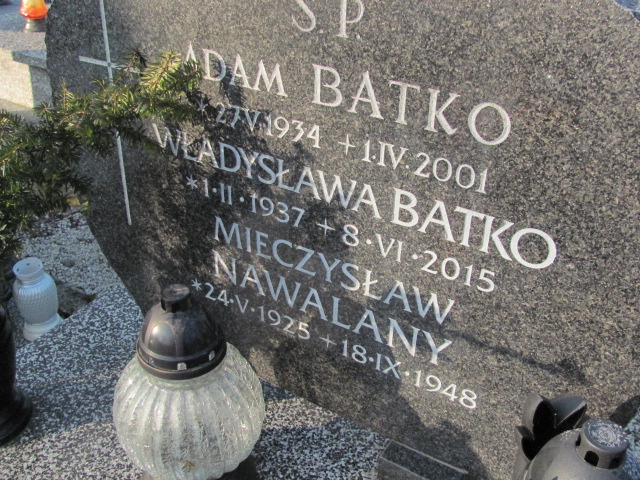 Ś.P.
ADAM BATKO
*27.V.1934 +1.IV.2001
WŁADYSŁAWA BATKO
*1.II.1937 +8.VI.2015
MIECZYSŁAW
NAWALANY
*24.V.1925 +18.IX.1948